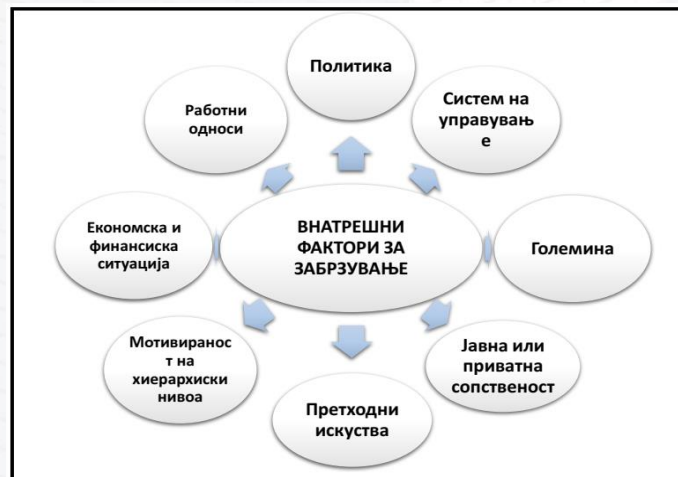 Политика
Систем на
управувањ
е
Големина
Јавна или
приватна
сопственост
Претходни
искуства
Мотивиранос
т на
хиерархиски
нивоа
Економска и
финансиска
ситуација
Работни
односи
ВНАТРЕШНИ
ФАКТОРИ ЗА
ЗАБРЗУВАЊЕ